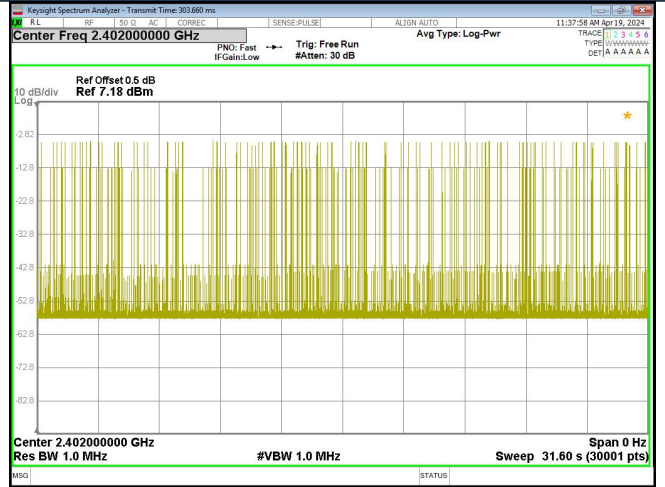 Keysight Spectrum Analyzer - Transmit Time: 303.660 ms
LXI RL RF 50 Ω AC CORREC SENSE:PULSE ALIGN AUTO 11:37:58 AM Apr 19, 2024
Center Freq 2.402000000 GHz Avg Type: Log-Pwr TRACE 1 2 3 4 5 6
PNO: Fast Trig: Free Run TYPE WWWWWW
IFGain:Low #Atten: 30 dB DET A A A A A A
Ref Offset 0.5 dB
10 dB/div Ref 7.18 dBm
Log
*
-2.82
-12.8
-22.8
-32.8
-42.8
-52.8
-62.8
-72.8
-82.8
Center 2.402000000 GHz Span 0 Hz
Res BW 1.0 MHz #VBW 1.0 MHz Sweep 31.60 s (30001 pts)
MSG STATUS